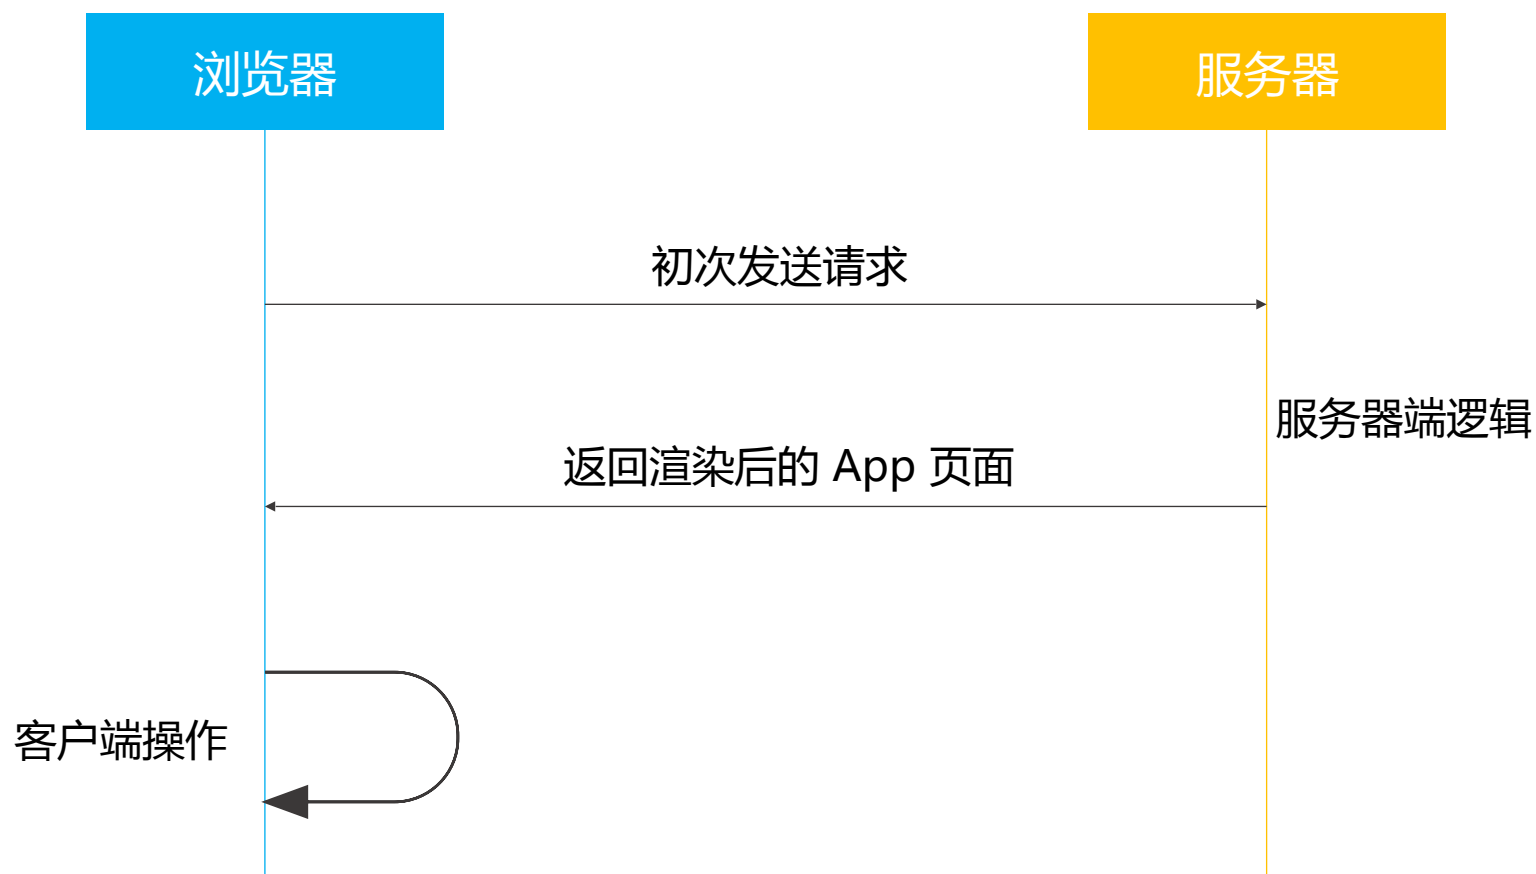 浏览器
服务器
初次发送请求
服务器端逻辑
返回渲染后的 App 页面
客户端操作